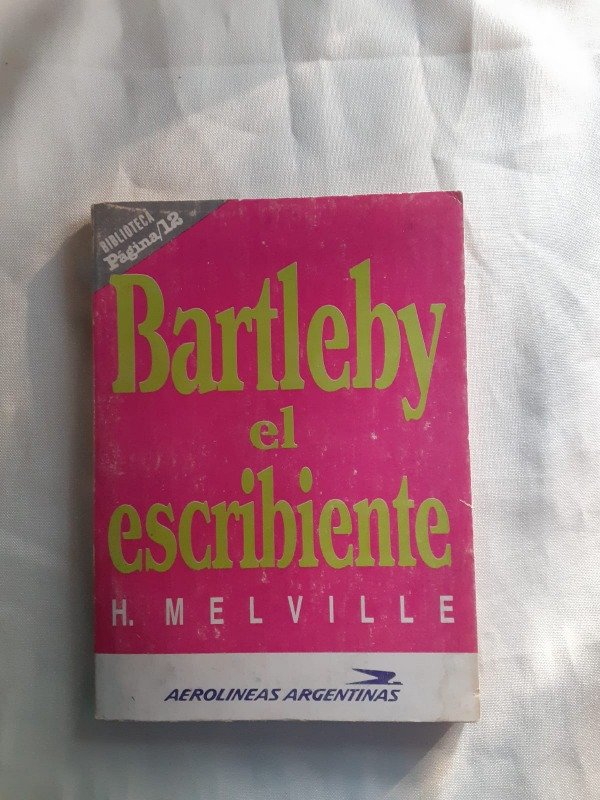 BIBLIOTECA
Página/12
Bartleby
el
escribiente
H. MELVILLE
AEROLINEAS ARGENTINAS